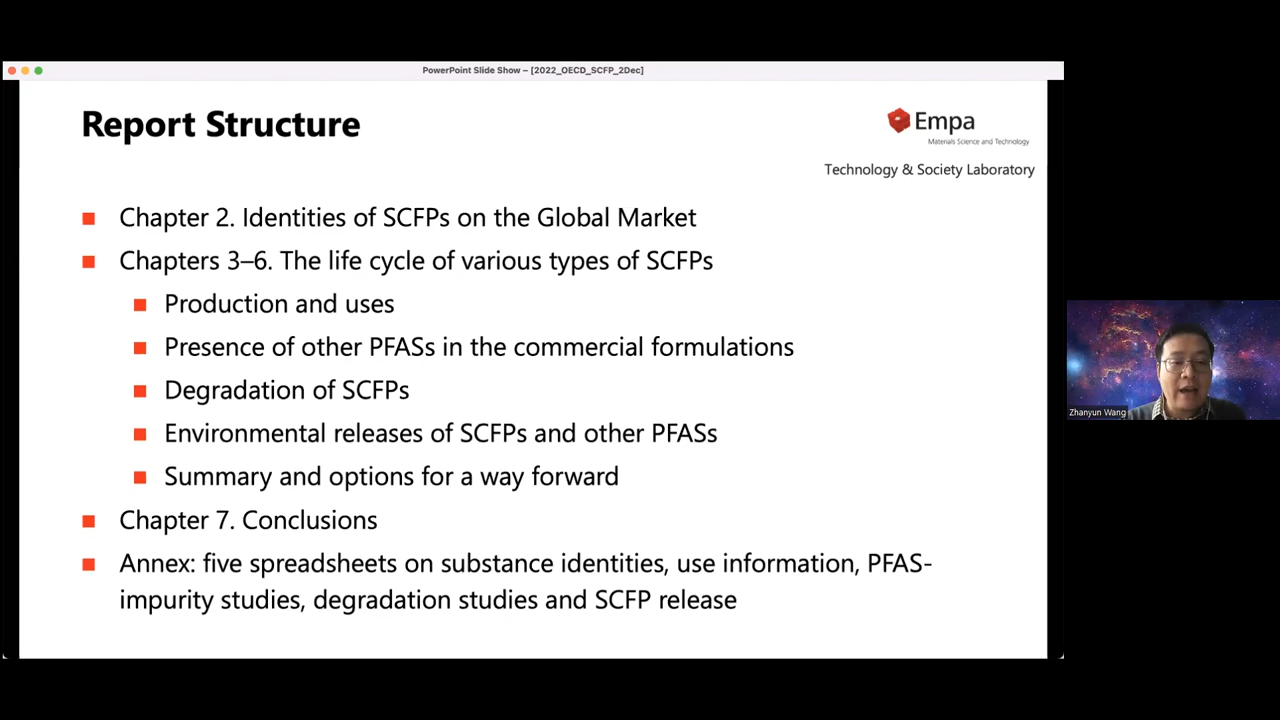 PowerPoint Slide Show – [2022_OECD_SCFP_2Dec]
Report Structure
Empa
Materials Science and Technology
Technology & Society Laboratory
Chapter 2. Identities of SCFPs on the Global Market
Chapters 3–6. The life cycle of various types of SCFPs
Production and uses
Presence of other PFASs in the commercial formulations
Degradation of SCFPs
Environmental releases of SCFPs and other PFASs
Summary and options for a way forward
Chapter 7. Conclusions
Annex: five spreadsheets on substance identities, use information, PFAS-
impurity studies, degradation studies and SCFP release
Zhanyun Wang